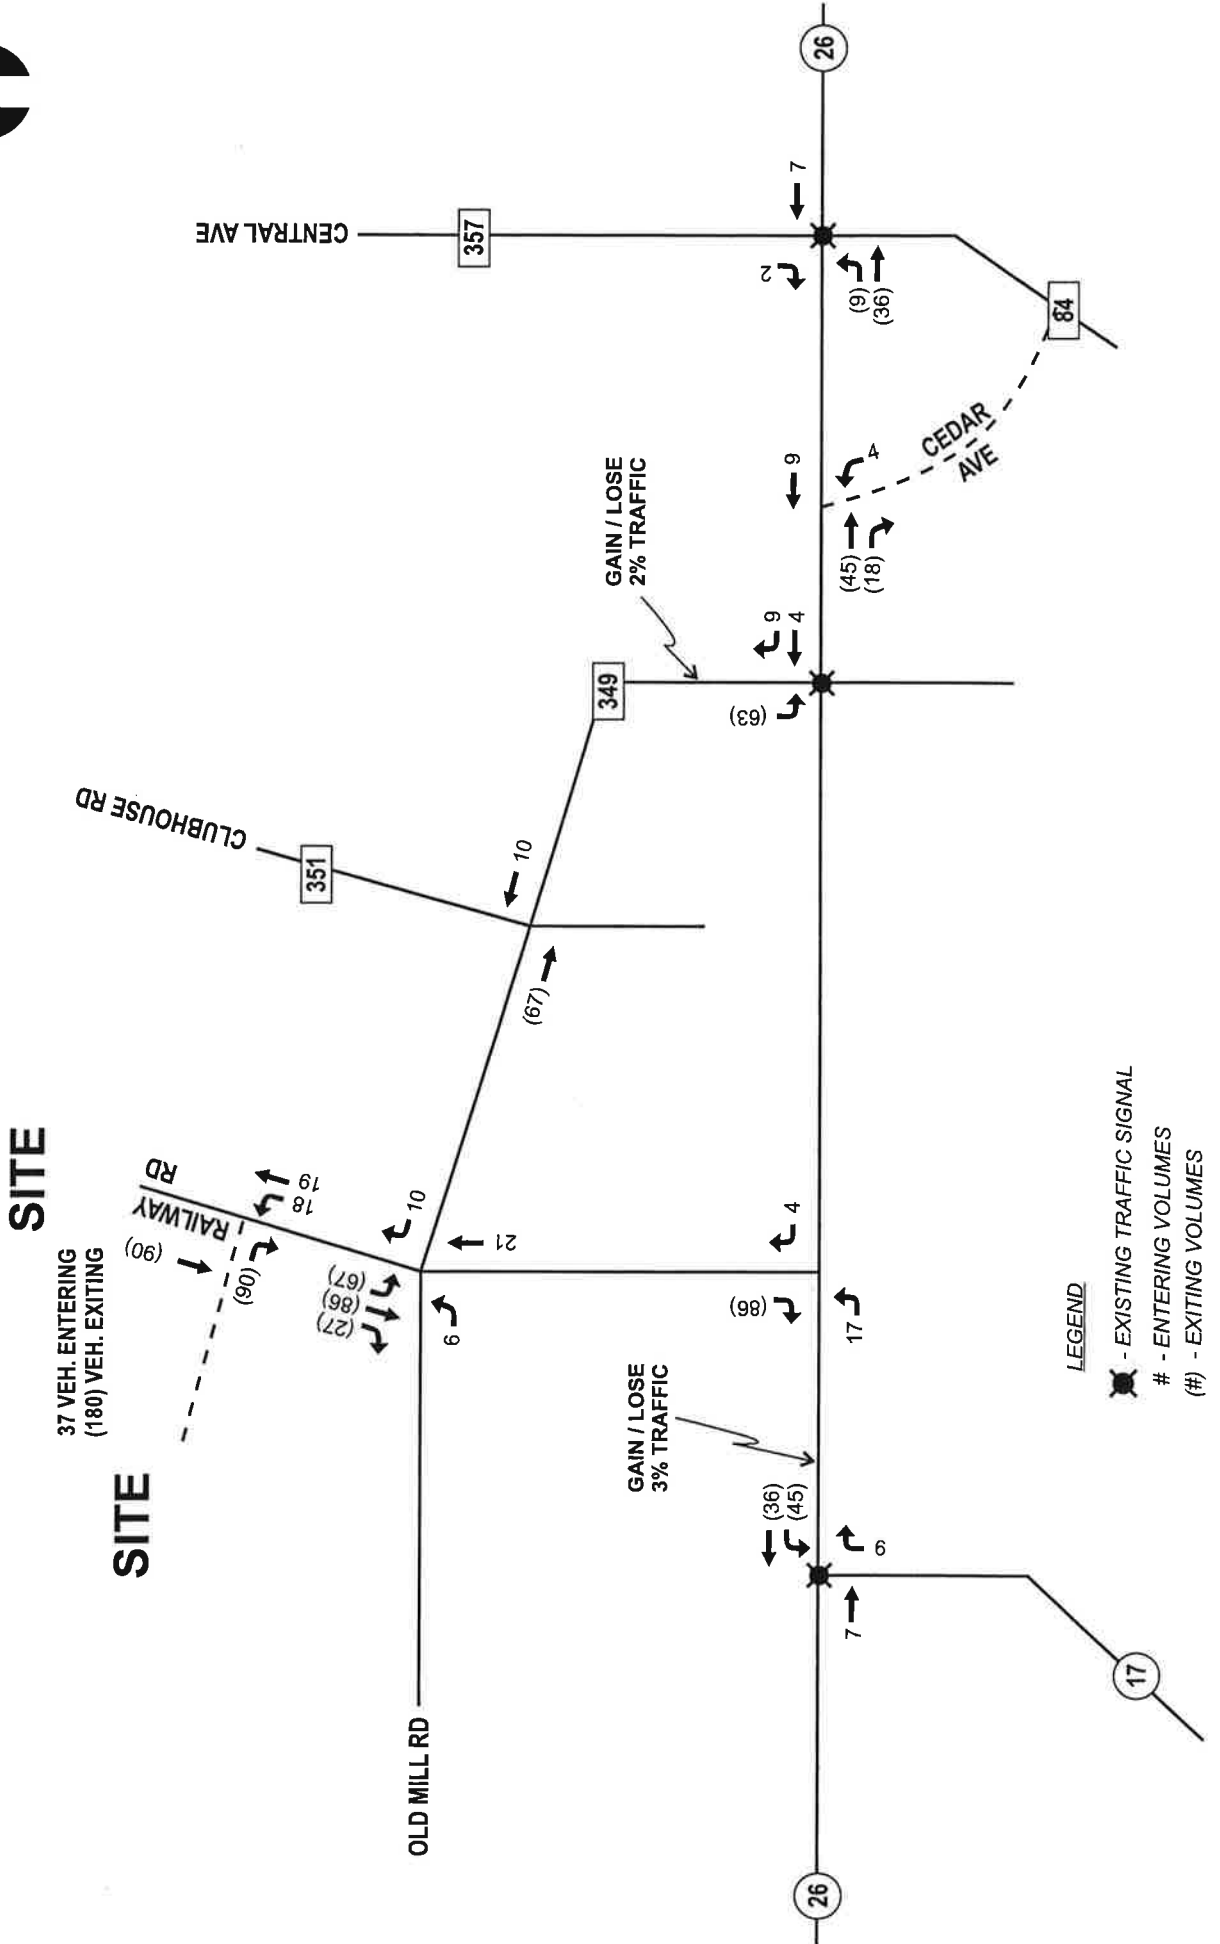 SITE
SITE
37 VEH. ENTERING
(180) VEH. EXITING
RAILWAY
RD
(90)
(90)
18
19
CLUBHOUSE RD
351
CENTRAL AVE
357
(27)
(86)
(67)
10
6
21
OLD MILL RD
(67)
10
349
GAIN / LOSE
2% TRAFFIC
GAIN / LOSE
3% TRAFFIC
(36)
(45)
7
9
(86)
17
4
(63)
9
4
9
(45)
(18)
4
CEDAR
AVE
2
7
(9)
(36)
84
26
26
17
LEGEND
- EXISTING TRAFFIC SIGNAL
# - ENTERING VOLUMES
(#) - EXITING VOLUMES